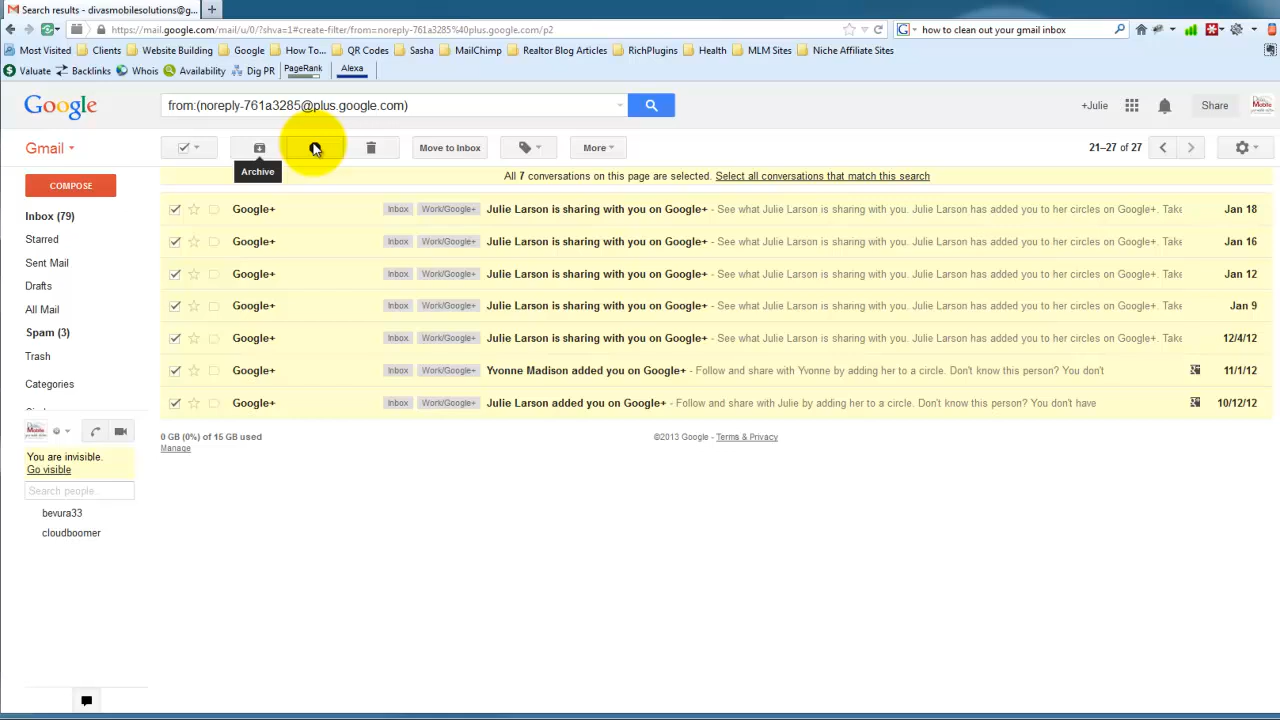 Search results - divasmobilesolutions@g...
https://mail.google.com/mail/u/0/?shva=1#create-filter/from=noreply-761a3285%40plus.google.com/p2
how to clean out your gmail inbox
Most Visited Clients Website Building Google How To... QR Codes Sasha MailChimp Realtor Blog Articles RichPlugins Health MLM Sites Niche Affiliate Sites
Valuate Backlinks Whois Availability Dig PR PageRank Alexa
Google
from:(noreply-761a3285@plus.google.com)
+Julie
Share
Gmail
Move to Inbox
More
21–27 of 27
Archive
All 7 conversations on this page are selected. Select all conversations that match this search
COMPOSE
Inbox (79)
Starred
Sent Mail
Drafts
All Mail
Spam (3)
Trash
Categories
Google+ Inbox Work/Google+ Julie Larson is sharing with you on Google+ - See what Julie Larson is sharing with you. Julie Larson has added you to her circles on Google+. Take Jan 18
Google+ Inbox Work/Google+ Julie Larson is sharing with you on Google+ - See what Julie Larson is sharing with you. Julie Larson has added you to her circles on Google+. Take Jan 16
Google+ Inbox Work/Google+ Julie Larson is sharing with you on Google+ - See what Julie Larson is sharing with you. Julie Larson has added you to her circles on Google+. Take Jan 12
Google+ Inbox Work/Google+ Julie Larson is sharing with you on Google+ - See what Julie Larson is sharing with you. Julie Larson has added you to her circles on Google+. Take Jan 9
Google+ Inbox Work/Google+ Julie Larson is sharing with you on Google+ - See what Julie Larson is sharing with you. Julie Larson has added you to her circles on Google+. Take 12/4/12
Google+ Inbox Work/Google+ Yvonne Madison added you on Google+ - Follow and share with Yvonne by adding her to a circle. Don't know this person? You don't 11/1/12
Google+ Inbox Work/Google+ Julie Larson added you on Google+ - Follow and share with Julie by adding her to a circle. Don't know this person? You don't have 10/12/12
0 GB (0%) of 15 GB used
Manage
©2013 Google - Terms & Privacy
You are invisible.
Go visible
Search people...
bevura33
cloudboomer